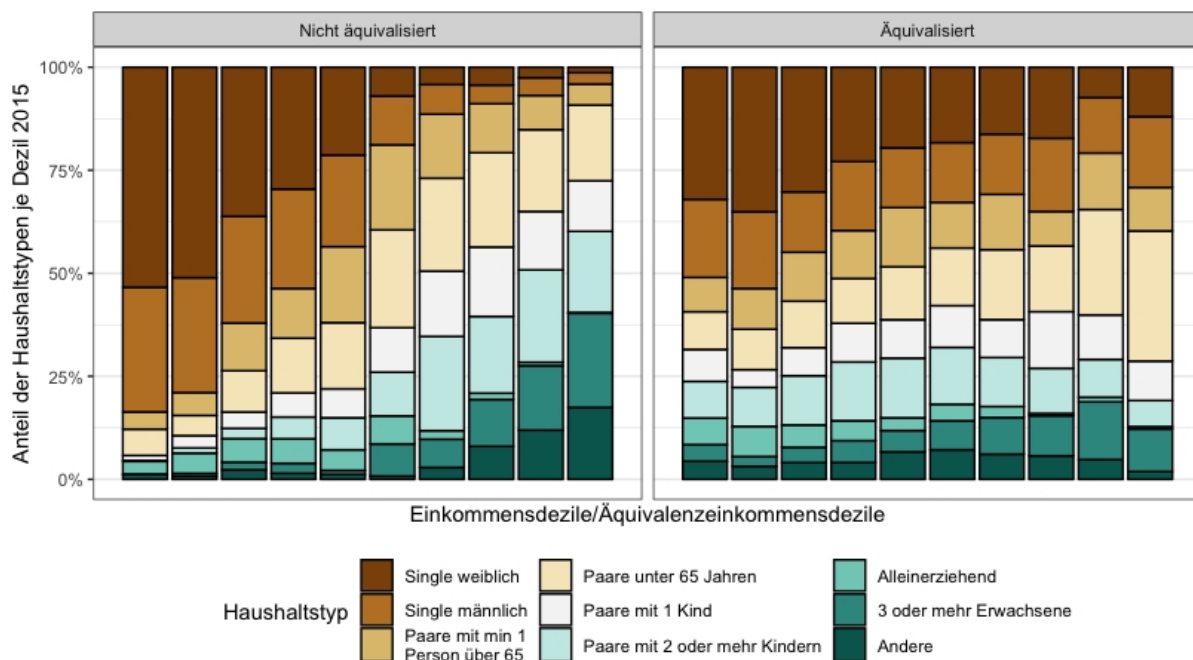 Nicht äquivalisiert
Äquivalisiert
Anteil der Haushaltstypen je Dezil 2015
100%
75%
50%
25%
0%
Einkommensdezile/Äquivalenzeinkommensdezile
Haushaltstyp
Single weiblich
Single männlich
Paare mit min 1
Person über 65
Paare unter 65 Jahren
Paare mit 1 Kind
Paare mit 2 oder mehr Kindern
Alleinerziehend
3 oder mehr Erwachsene
Andere